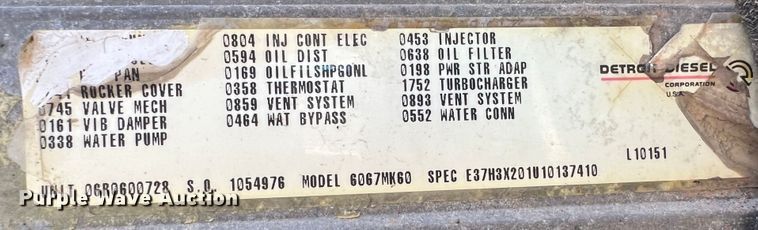 0804 INJ CONT ELEC
0594 OIL DIST
0169 OILFILSHPGONL
0358 THERMOSTAT
0859 VENT SYSTEM
0464 WAT BYPASS
0453 INJECTOR
0638 OIL FILTER
0198 PWR STR ADAP
1752 TURBOCHARGER
0893 VENT SYSTEM
0552 WATER CONN
PAN
ROCKER COVER
0745 VALVE MECH
0161 VIB DAMPER
0338 WATER PUMP
DETROIT DIESEL
CORPORATION
U.S.A.
L10151
UNIT 06R0600728 S.O. 1054976 MODEL 6067MK60 SPEC E37H3X201U10137410
Purple Wave Auction